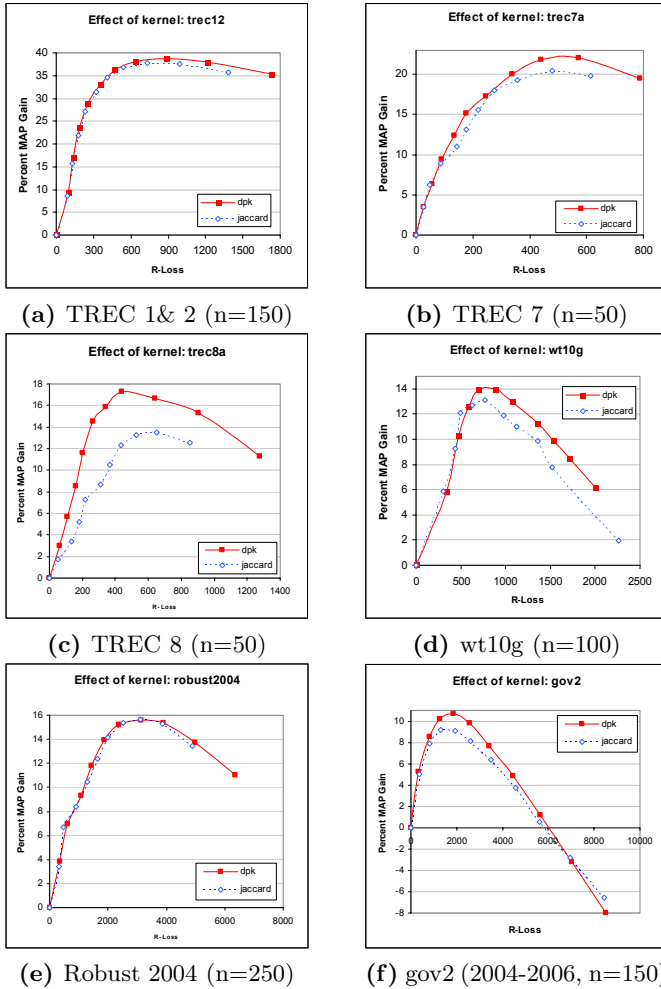 Effect of kernel: trec12
Percent MAP Gain
40
35
30
25
20
15
10
5
0
0 300 600 900 1200 1500 1800
R-Loss
dpk
jaccard
(a) TREC 1& 2 (n=150)
Effect of kernel: trec7a
Percent MAP Gain
20
15
10
5
0
0 200 400 600 800
R-Loss
dpk
jaccard
(b) TREC 7 (n=50)
Effect of kernel: trec8a
Percent MAP Gain
18
16
14
12
10
8
6
4
2
0
0 200 400 600 800 1000 1200 1400
R-Loss
dpk
jaccard
(c) TREC 8 (n=50)
Effect of kernel: wt10g
Percent MAP Gain
14
12
10
8
6
4
2
0
0 500 1000 1500 2000 2500
R-Loss
dpk
jaccard
(d) wt10g (n=100)
Effect of kernel: robust2004
Percent MAP Gain
16
14
12
10
8
6
4
2
0
0 2000 4000 6000 8000
R-Loss
dpk
jaccard
(e) Robust 2004 (n=250)
Effect of kernel: gov2
Percent MAP Gain
10
8
6
4
2
0
-2
-4
-6
-8
0 2000 4000 6000 8000 10000
R-Loss
dpk
jaccard
(f) gov2 (2004-2006, n=150)